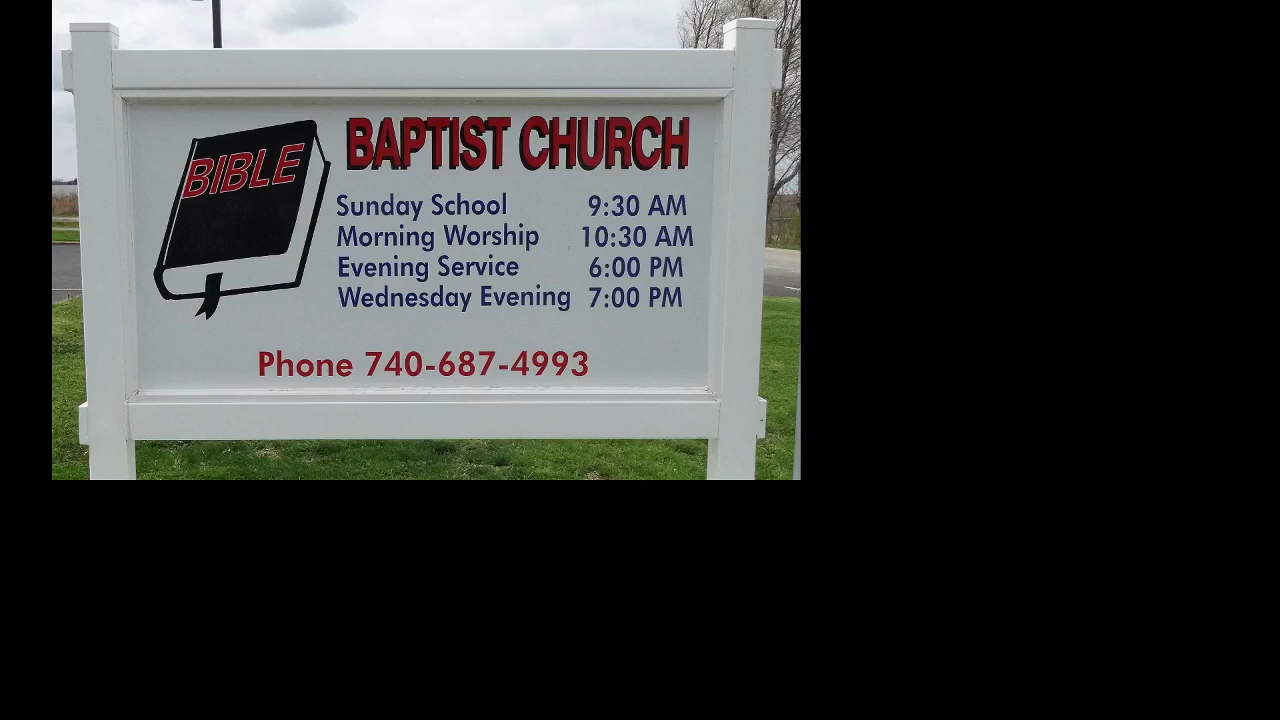 BIBLE BAPTIST CHURCH
Sunday School 9:30 AM
Morning Worship 10:30 AM
Evening Service 6:00 PM
Wednesday Evening 7:00 PM
Phone 740-687-4993